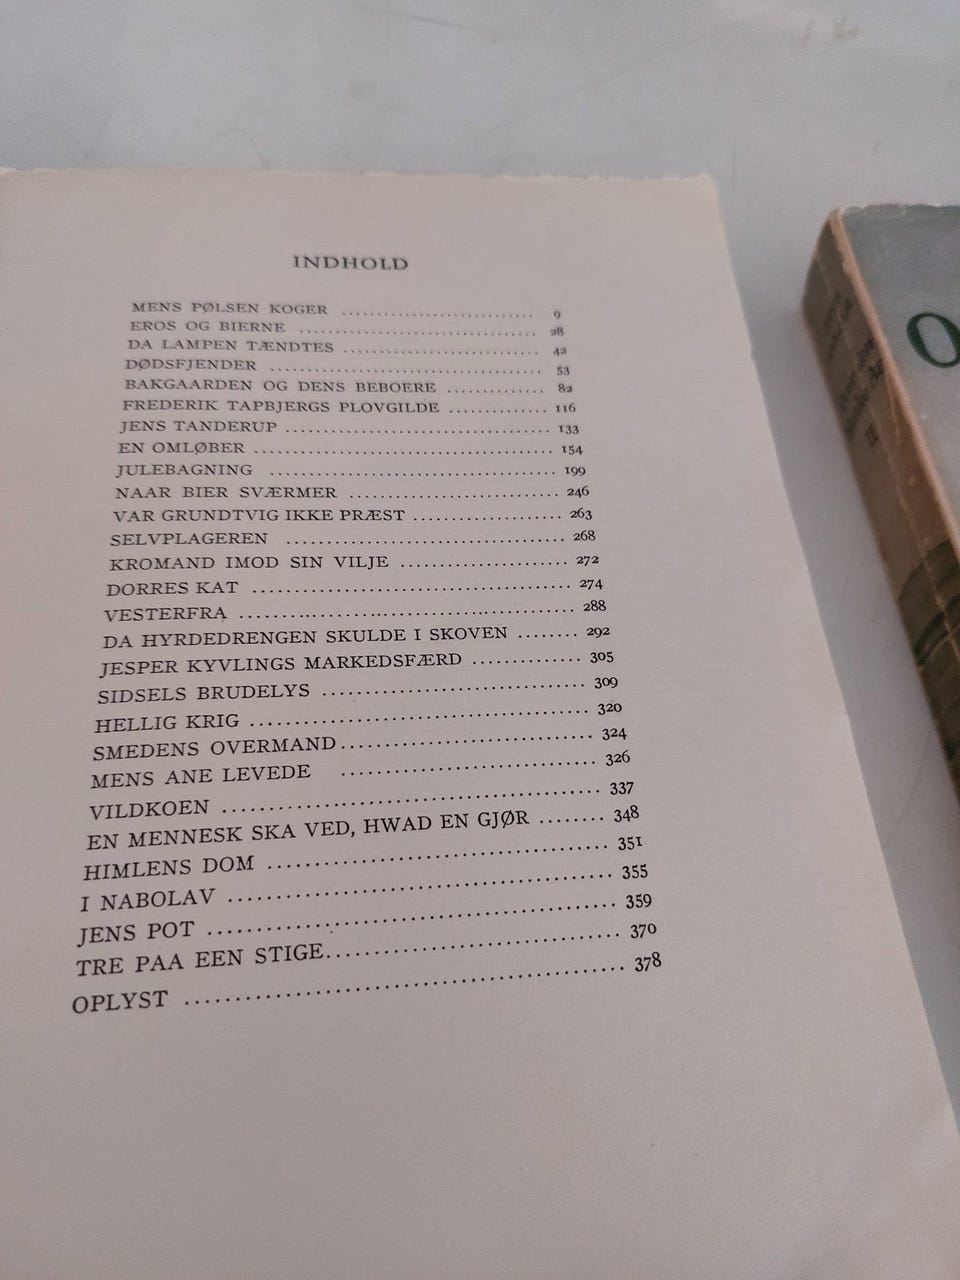 INDHOLD
MENS PØLSEN KOGER .......................... 9
EROS OG BIERNE ................................ 28
DA LAMPEN TÆNDTES .......................... 42
DØDSFJENDER .................................... 53
BAKGAARDEN OG DENS BEBOERE ............ 82
FREDERIK TAPBJERGS PLOVGILDE ............ 116
JENS TANDERUP ................................. 133
EN OMLØBER ..................................... 154
JULEBAGNING .................................... 199
NAAR BIER SVÆRMER ........................... 246
VAR GRUNDTVIG IKKE PRÆST .................. 263
SELVPLAGEREN ................................... 268
KROMAND IMOD SIN VILJE ..................... 272
DORRES KAT ..................................... 274
VESTERFRA ........................................ 288
DA HYRDEDRENGEN SKULDE I SKOVEN ........ 292
JESPER KYVLINGS MARKEDSFÆRD ............. 305
SIDSELS BRUDELYS .............................. 309
HELLIG KRIG ..................................... 320
SMEDENS OVERMAND ............................ 324
MENS ANE LEVEDE .............................. 326
VILDKOEN ......................................... 337
EN MENNESK SKA VED, HWAD EN GJØR ........ 348
HIMLENS DOM .................................... 351
I NABOLAV ........................................ 355
JENS POT ......................................... 359
TRE PAA EEN STIGE .............................. 370
OPLYST ............................................ 378
O
II